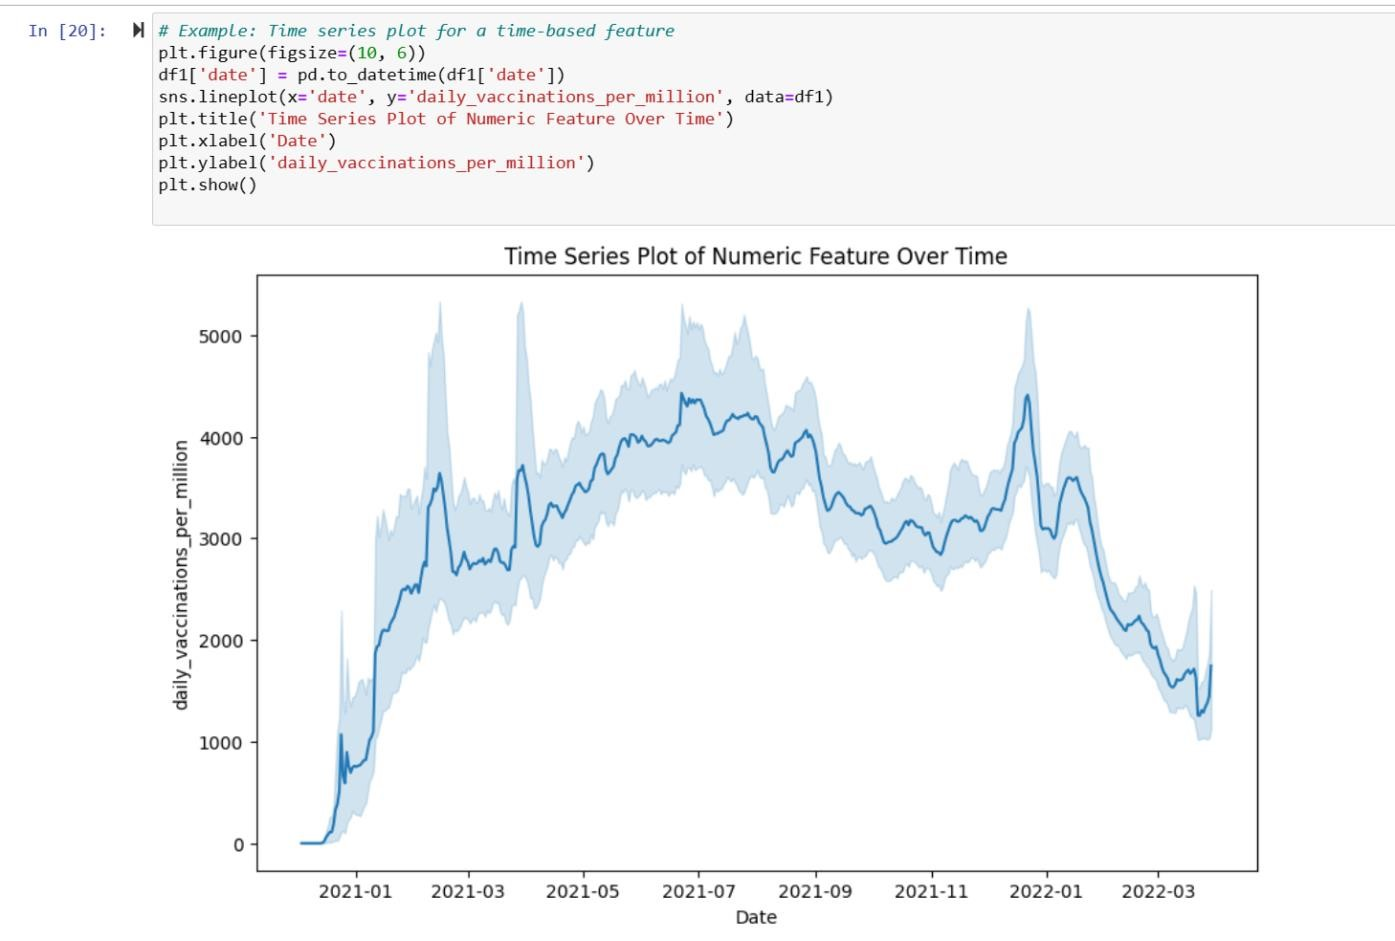 In [20]:
# Example: Time series plot for a time-based feature
plt.figure(figsize=(10, 6))
df1['date'] = pd.to_datetime(df1['date'])
sns.lineplot(x='date', y='daily_vaccinations_per_million', data=df1)
plt.title('Time Series Plot of Numeric Feature Over Time')
plt.xlabel('Date')
plt.ylabel('daily_vaccinations_per_million')
plt.show()
Time Series Plot of Numeric Feature Over Time
daily_vaccinations_per_million
5000
4000
3000
2000
1000
0
2021-01 2021-03 2021-05 2021-07 2021-09 2021-11 2022-01 2022-03
Date